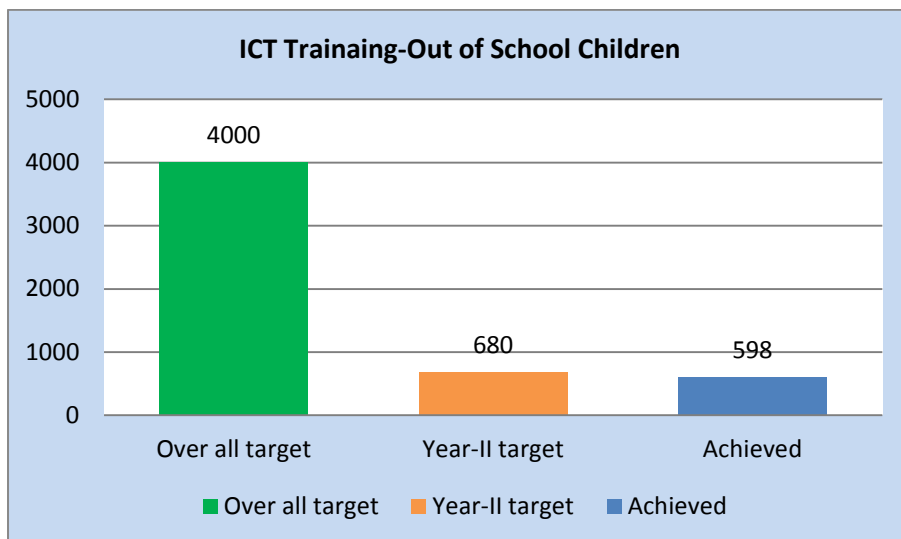 ICT Trainaing-Out of School Children
5000
4000
3000
2000
1000
0
4000
680
598
Over all target
Year-II target
Achieved
Over all target
Year-II target
Achieved